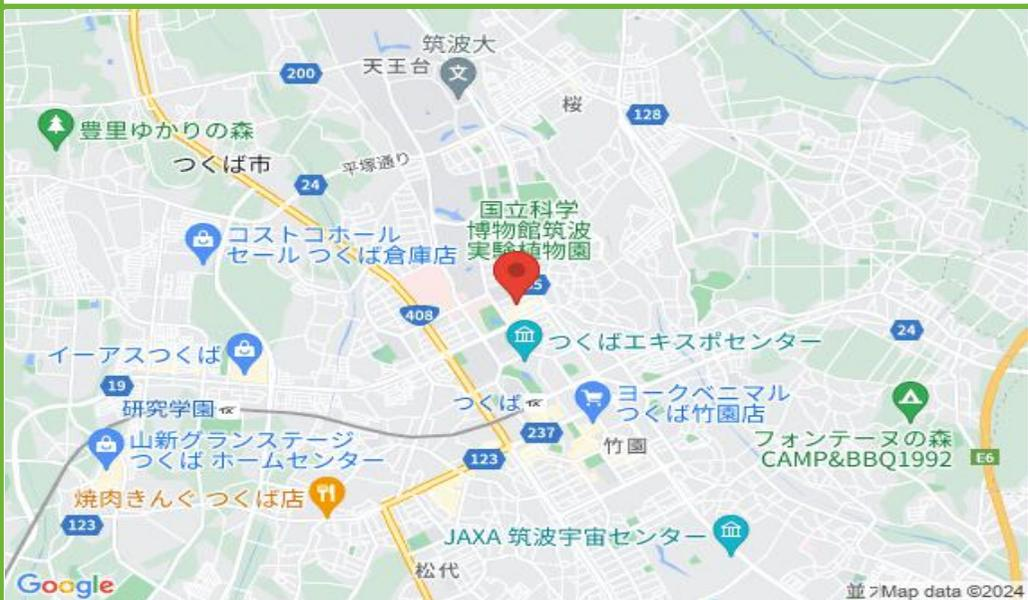 筑波大
天王台
200
桜
128
豊里ゆかりの森
つくば市
平塚通り
24
国立科学
博物館筑波
実験植物園
コストコホール
セール つくば倉庫店
408
24
つくばエキスポセンター
イーアスつくば
19
研究学園
つくば
ヨークベニマル
つくば竹園店
237
竹園
山新グランステージ
つくば ホームセンター
123
フォンテーヌの森
CAMP&BBQ1992
E6
焼肉きんぐ つくば店
123
JAXA 筑波宇宙センター
松代
Google
Map data ©2024